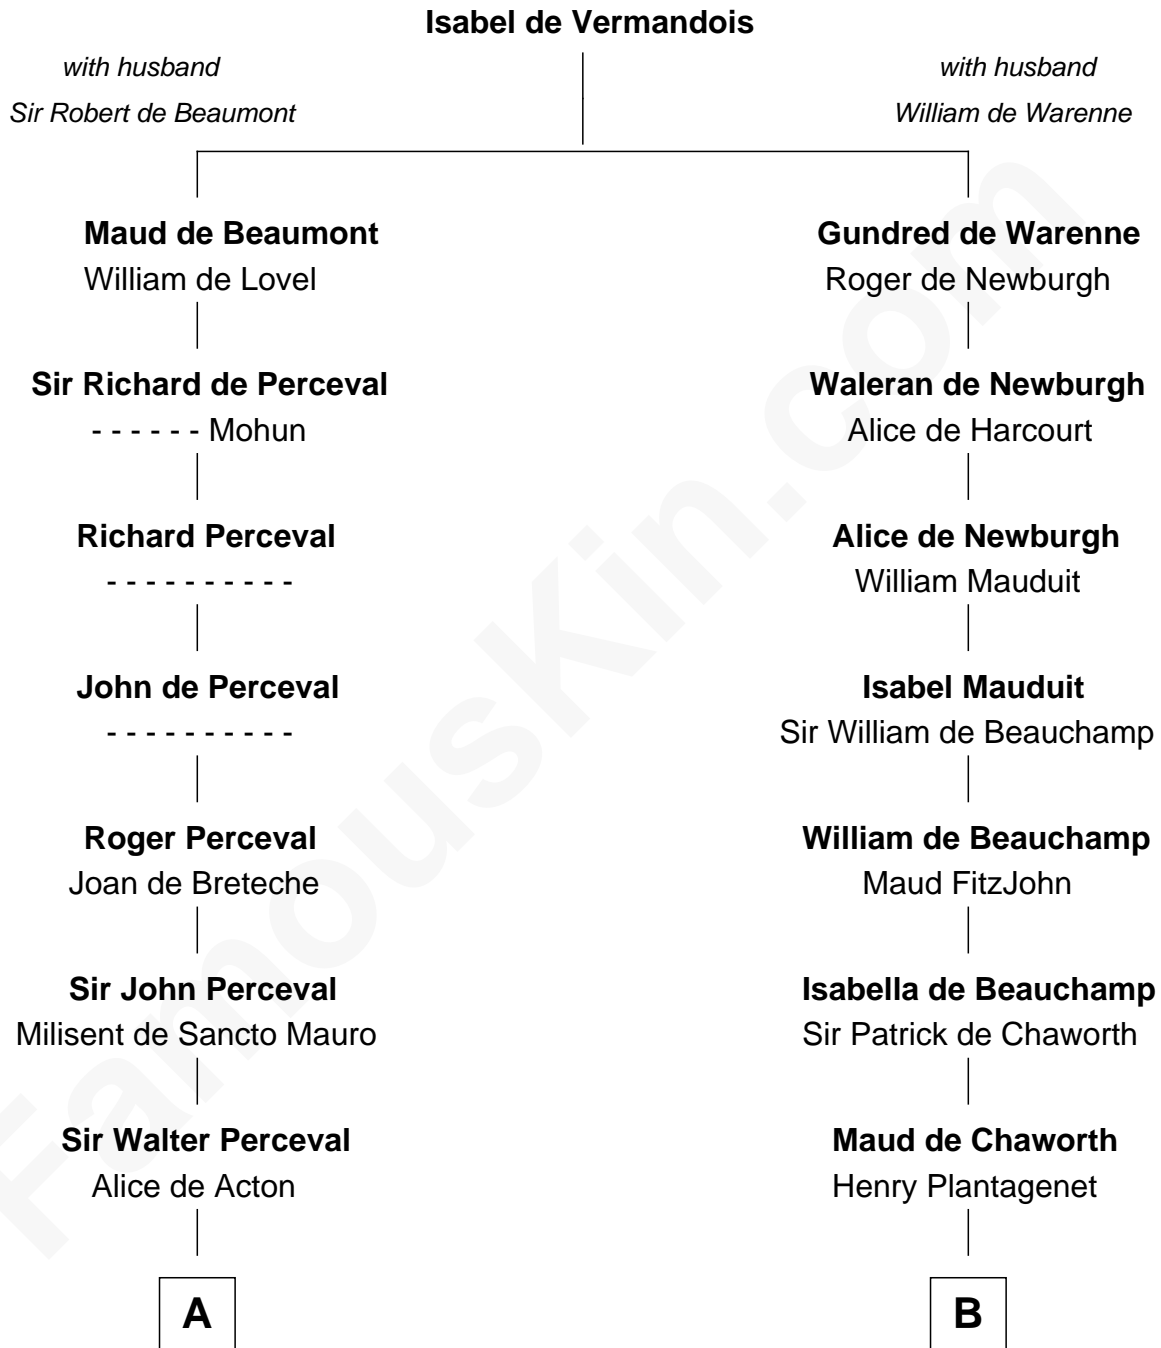 Isabel de Vermandois
with husband
Sir Robert de Beaumont
with husband
William de Warenne
Maud de Beaumont
William de Lovel
Gundred de Warenne
Roger de Newburgh
Sir Richard de Perceval
- - - - - - Mohun
Waleran de Newburgh
Alice de Harcourt
Richard Perceval
- - - - - - - - - -
Alice de Newburgh
William Mauduit
John de Perceval
- - - - - - - - - -
Isabel Mauduit
Sir William de Beauchamp
Roger Perceval
Joan de Breteche
William de Beauchamp
Maud FitzJohn
Sir John Perceval
Milisent de Sancto Mauro
Isabella de Beauchamp
Sir Patrick de Chaworth
Sir Walter Perceval
Alice de Acton
Maud de Chaworth
Henry Plantagenet
A
B
FamousKin.com